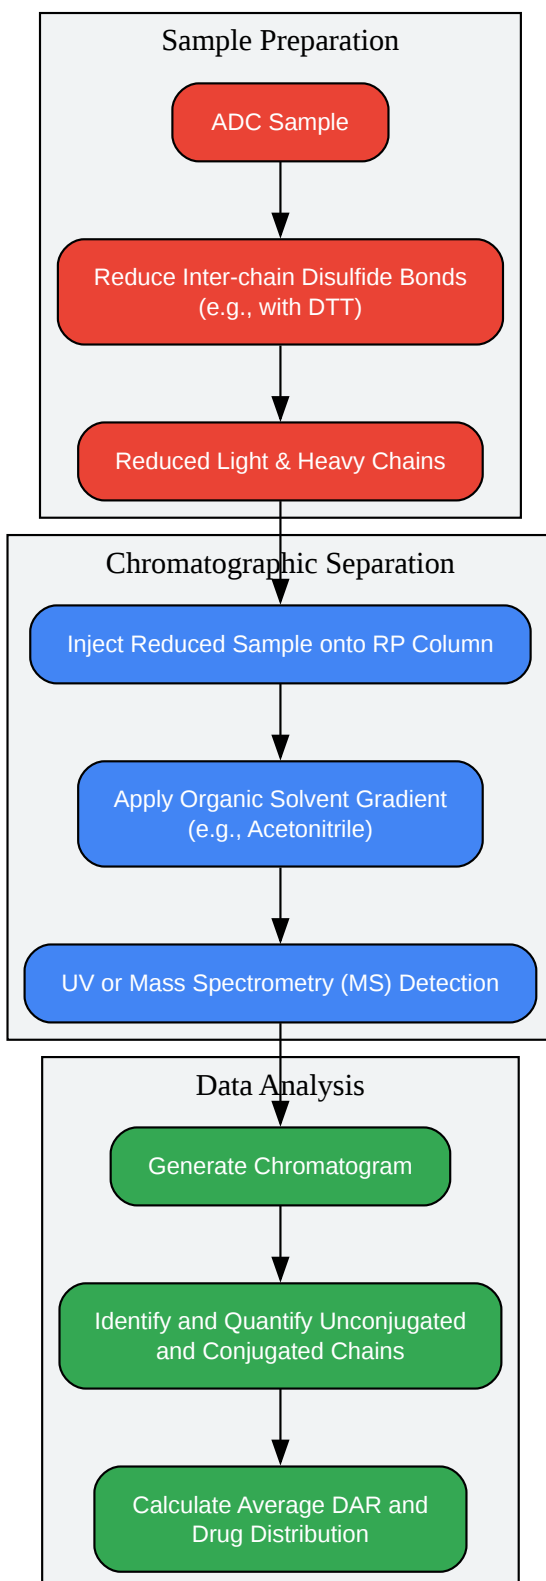 Sample Preparation
ADC Sample
Reduce Inter-chain Disulfide Bonds
(e.g., with DTT)
Reduced Light & Heavy Chains
Chromatographic Separation
Inject Reduced Sample onto RP Column
Apply Organic Solvent Gradient
(e.g., Acetonitrile)
UV or Mass Spectrometry (MS) Detection
Data Analysis
Generate Chromatogram
Identify and Quantify Unconjugated
and Conjugated Chains
Calculate Average DAR and
Drug Distribution